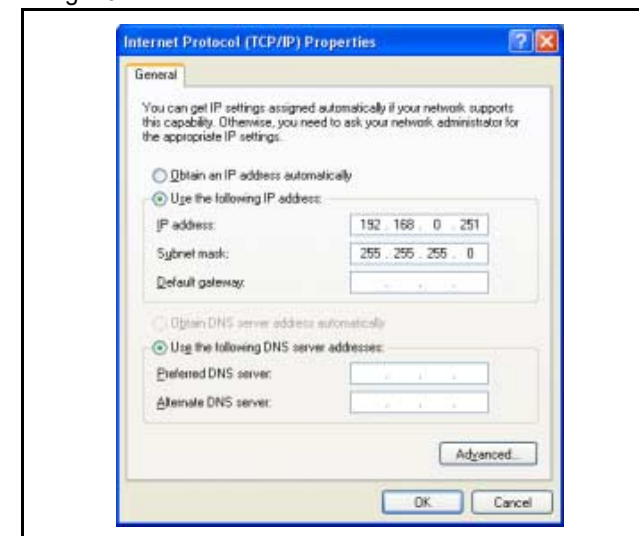 Internet Protocol (TCP/IP) Properties
General
You can get IP settings assigned automatically if your network supports
this capability. Otherwise, you need to ask your network administrator for
the appropriate IP settings.
Obtain an IP address automatically
Use the following IP address:
IP address: 192 . 168 . 0 . 251
Subnet mask: 255 . 255 . 255 . 0
Default gateway: . . .
Obtain DNS server address automatically
Use the following DNS server addresses:
Preferred DNS server: . . .
Alternate DNS server: . . .
Advanced...
OK Cancel